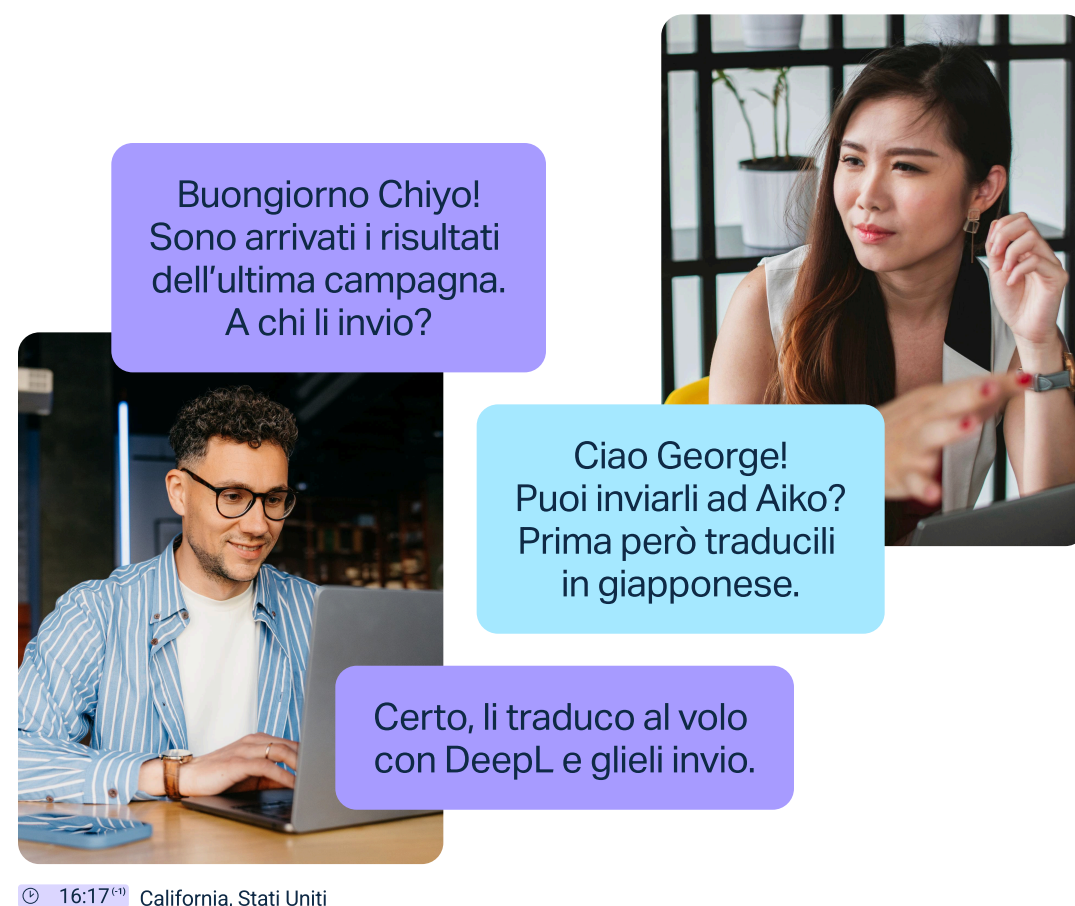 Buongiorno Chiyo!
Sono arrivati i risultati
dell’ultima campagna.
A chi li invio?
Ciao George!
Puoi inviarli ad Aiko?
Prima però traducili
in giapponese.
Certo, li traduco al volo
con DeepL e glieli invio.
16:17(-1) California, Stati Uniti